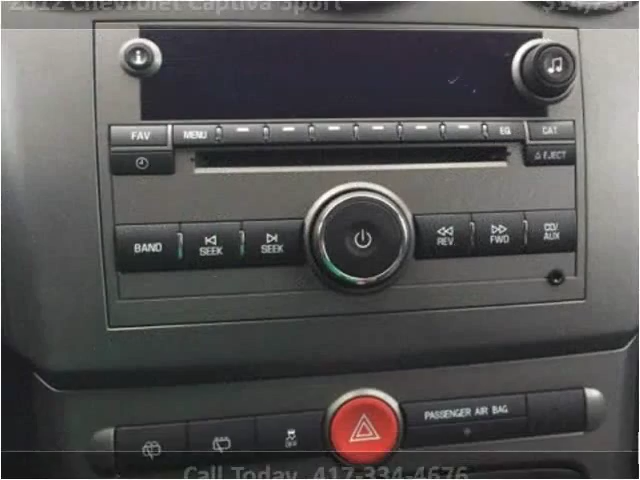 2012 Chevrolet Captiva Sport
FAV MENU EQ CAT
EJECT
BAND SEEK SEEK REV FWD CD/
AUX
PASSENGER AIR BAG
OFF
Call Today 417-334-4676